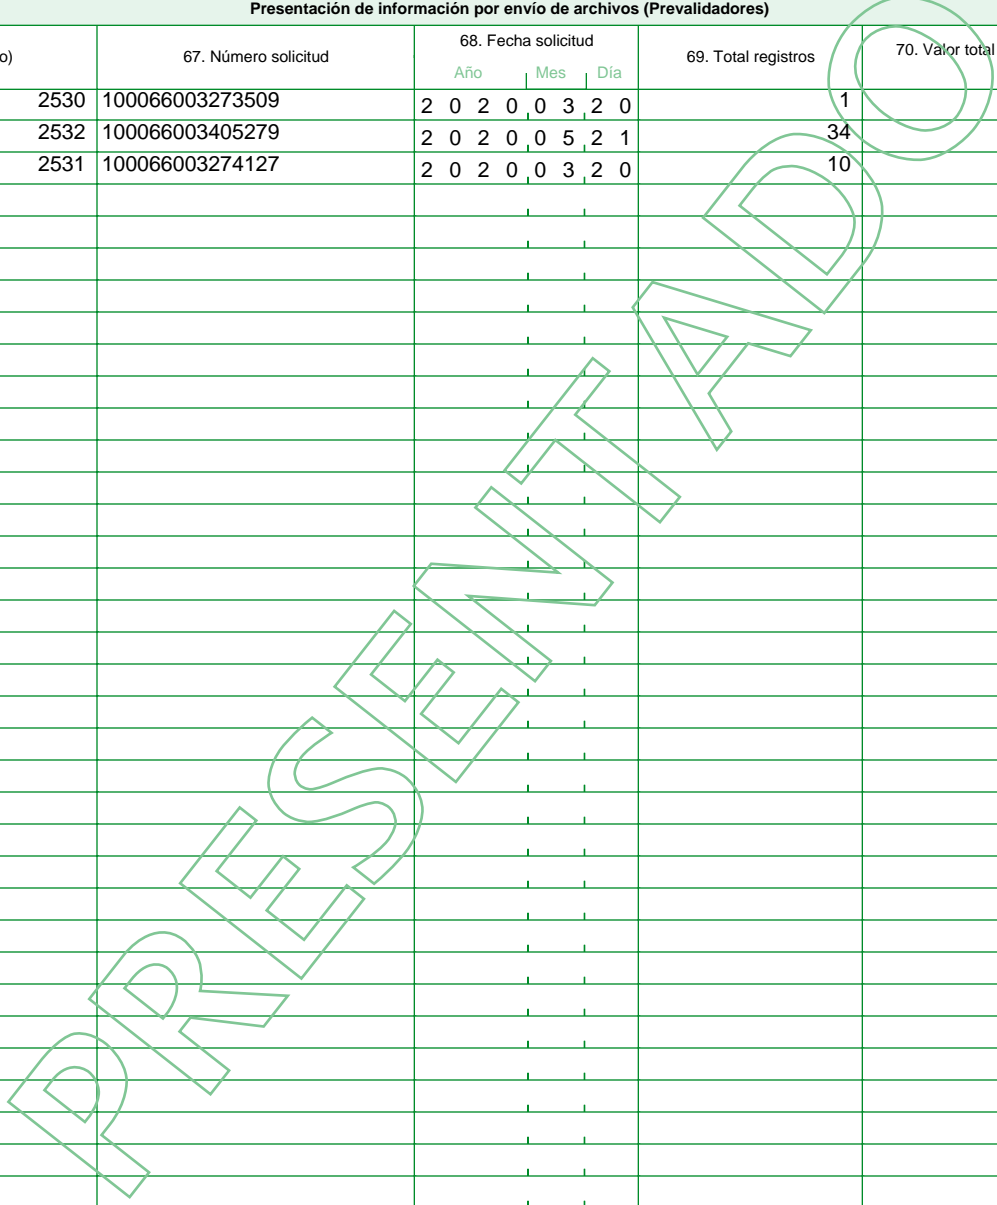 Presentación de información por envío de archivos (Prevalidadores)
o) 67. Número solicitud 68. Fecha solicitud 69. Total registros 70. Valor total
Año Mes Día
2530 100066003273509 2 0 2 0 0 3 2 0 1
2532 100066003405279 2 0 2 0 0 5 2 1 34
2531 100066003274127 2 0 2 0 0 3 2 0 10
PRESENTADO